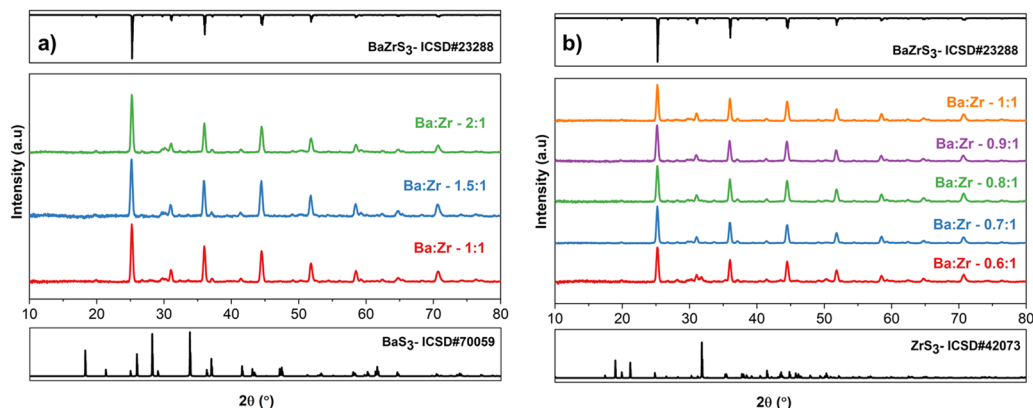 a)
BaZrS3- ICSD#23288
Ba:Zr - 2:1
Ba:Zr - 1.5:1
Ba:Zr - 1:1
Intensity (a.u)
10 20 30 40 50 60 70 80
BaS3- ICSD#70059
2θ (°)
b)
BaZrS3- ICSD#23288
Ba:Zr - 1:1
Ba:Zr - 0.9:1
Ba:Zr - 0.8:1
Ba:Zr - 0.7:1
Ba:Zr - 0.6:1
Intensity (a.u)
10 20 30 40 50 60 70 80
ZrS3- ICSD#42073
2θ (°)